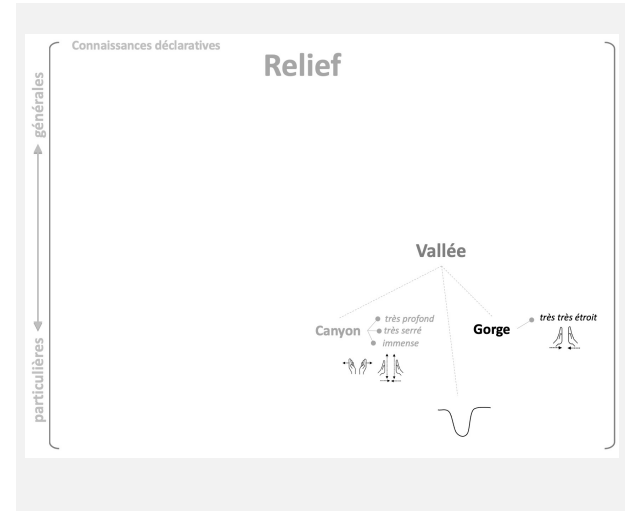 Connaissances déclaratives
Relief
générales
particulières
Vallée
Canyon
très profond
très serré
immense
Gorge
très très étroit